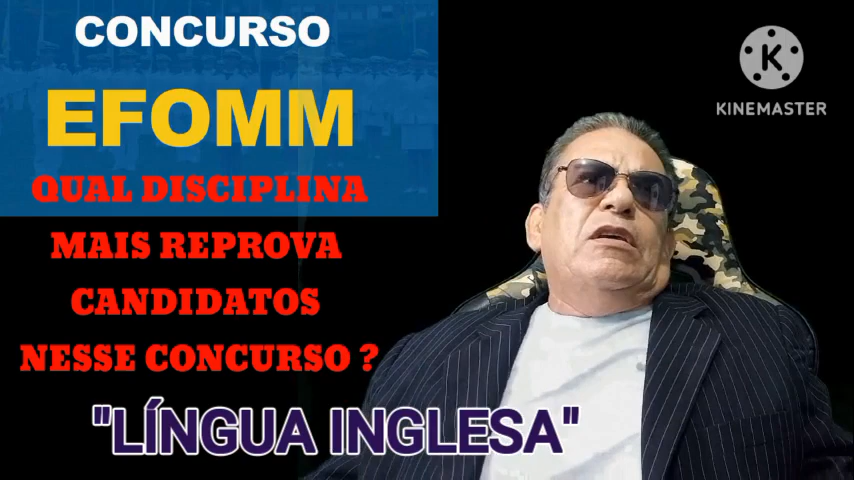 CONCURSO
EFOMM
QUAL DISCIPLINA
MAIS REPROVA
CANDIDATOS
NESSE CONCURSO ?
"LÍNGUA INGLESA"
K
KINEMASTER